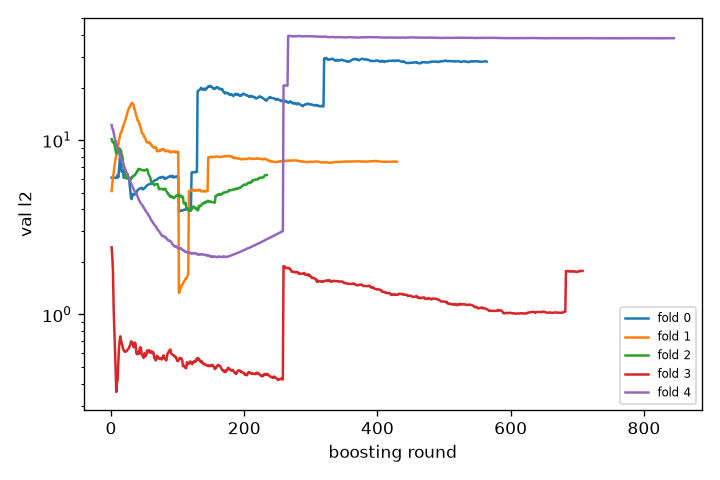 val l2
10¹
10⁰
0
200
400
600
800
boosting round
fold 0
fold 1
fold 2
fold 3
fold 4